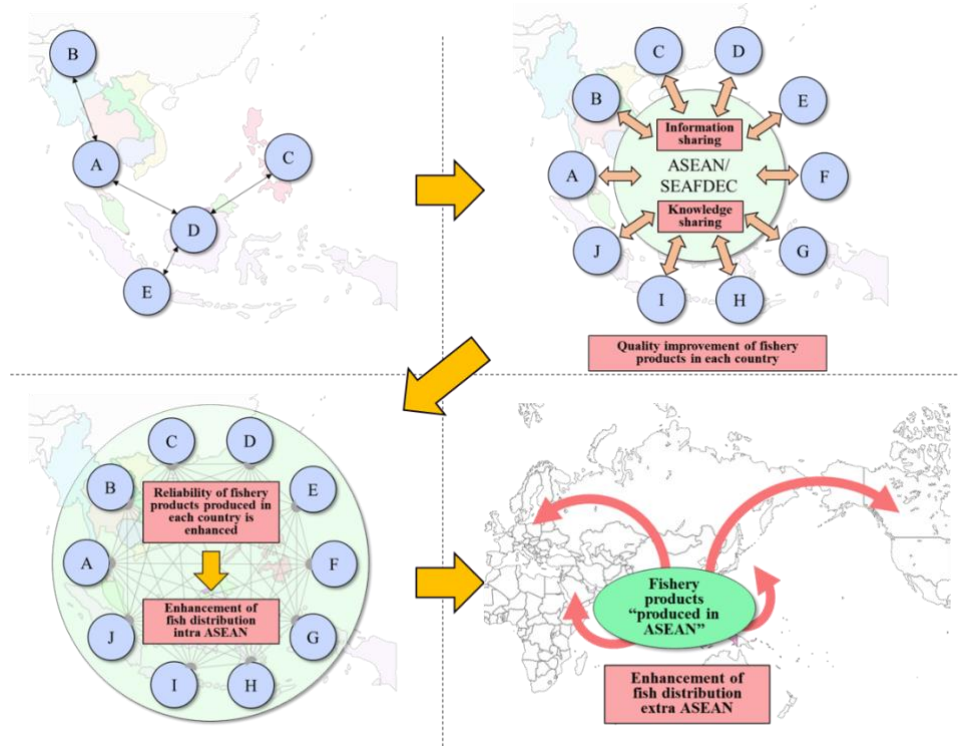 B
A
C
D
E
C
D
B
E
Information
sharing
A
ASEAN/
SEAFDEC
F
Knowledge
sharing
J
G
I
H
Quality improvement of fishery
products in each country
C
D
B
E
Reliability of fishery
products produced in
each country is
enhanced
A
F
Enhancement of
fish distribution
intra ASEAN
J
G
I
H
Fishery
products
“produced in
ASEAN”
Enhancement of
fish distribution
extra ASEAN